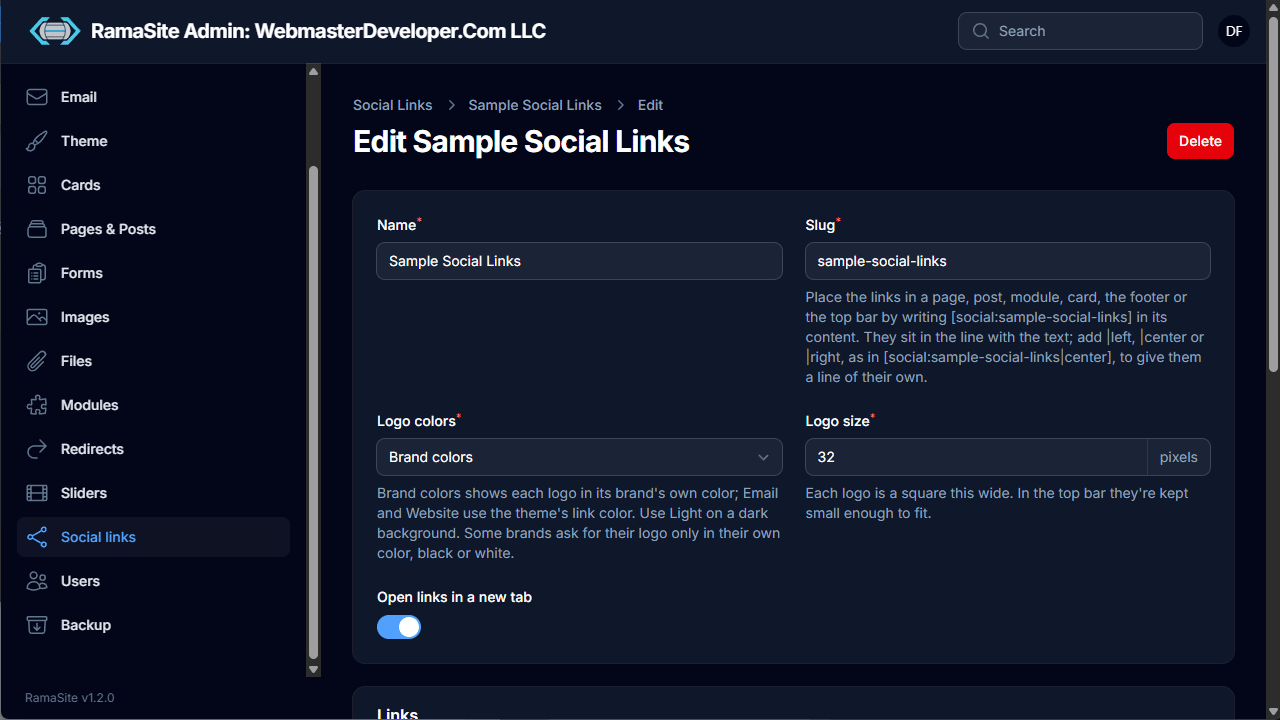 RamaSite Admin: WebmasterDeveloper.Com LLC
Search
DF
Email
Theme
Cards
Pages & Posts
Forms
Images
Files
Modules
Redirects
Sliders
Social links
Users
Backup
RamaSite v1.2.0
Social Links > Sample Social Links > Edit
Edit Sample Social Links
Delete
Name*
Sample Social Links
Slug*
sample-social-links
Place the links in a page, post, module, card, the footer or
the top bar by writing [social:sample-social-links] in its
content. They sit in the line with the text; add |left, |center or
|right, as in [social:sample-social-links|center], to give them
a line of their own.
Logo colors*
Brand colors
Brand colors shows each logo in its brand's own color; Email
and Website use the theme's link color. Use Light on a dark
background. Some brands ask for their logo only in their own
color, black or white.
Logo size*
32
pixels
Each logo is a square this wide. In the top bar they're kept
small enough to fit.
Open links in a new tab
Links